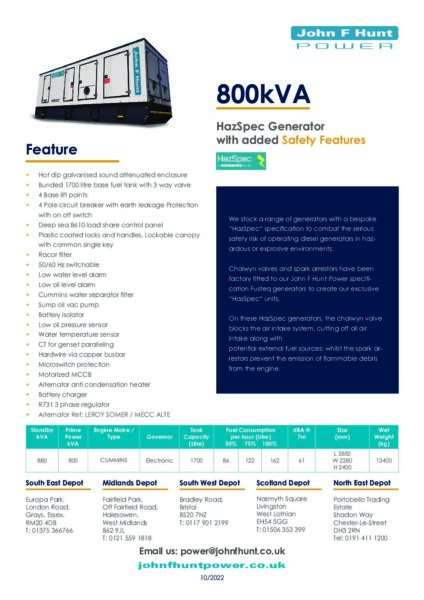 John F Hunt
POWER
John F Hunt
POWER
800kVA
HazSpec Generator
with added Safety Features
HazSpec
Feature
• Hot dip galvanised sound attenuated enclosure
• Bunded 1700 litre base fuel tank with 3 way valve
• 4 Base lift points
• 4 Pole circuit breaker with earth leakage Protection
with on off switch
• Deep sea 8610 load share control panel
• Plastic coated locks and handles. Lockable canopy
with common single key
• Racor filter
• 50/60 Hz switchable
• Low water level alarm
• Low oil level alarm
• Cummins water separator filter
• Sump oil vac pump
• Battery Isolator
• Low oil pressure sensor
• Water temperature sensor
• CT for genset paralleling
• Hardwire via copper busbar
• Microswitch protection
• Motorized MCCB
• Alternator anti condensation heater
• Battery charger
• R731 3 phase regulator
• Alternator Ref: LEROY SOMER / MECC ALTE
We stock a range of generators with a bespoke
"HazSpec" specification to combat the serious
safety risk of operating diesel generators in haz-
ardous or explosive environments.
Chalwyn valves and spark arrestors have been
factory fitted to our John F Hunt Power specifi-
cation Fusteq generators to create our exclusive
"HazSpec" units.
On these HazSpec generators, the chalwyn valve
blocks the air intake system, cutting off all air
intake along with
potential external fuel sources; whilst the spark ar-
restors prevent the emission of flammable debris
from the engine.
Standby kVA Prime Power kVA Engine Make / Type Governor Tank Capacity (Litre) Fuel Consumption per hour (Litre) 50% 75% 100% dBA @ 7m Size (mm) Wet Weight (kg)
880 800 CUMMINS Electronic 1700 86 122 162 61 L 5850 W 2280 H 2400 13400
South East Depot
Europa Park,
London Road,
Grays, Essex,
RM20 4DB
T: 01375 366766
Midlands Depot
Fairfield Park,
Off Fairfield Road,
Halesowen,
West Midlands
B62 9JL
T: 0121 559 1818
South West Depot
Bradley Road,
Bristol
BS20 7NZ
T: 0117 901 2199
Scotland Depot
Nasmyth Square
Livingston
West Lothian
EH54 5GG
T: 01506 353 399
North East Depot
Portobello Trading
Estate
Shadon Way
Chester-Le-Street
DH3 2RN
Tel: 0191 411 1200
Email us: power@johnfhunt.co.uk
johnfhuntpower.co.uk
10/2022